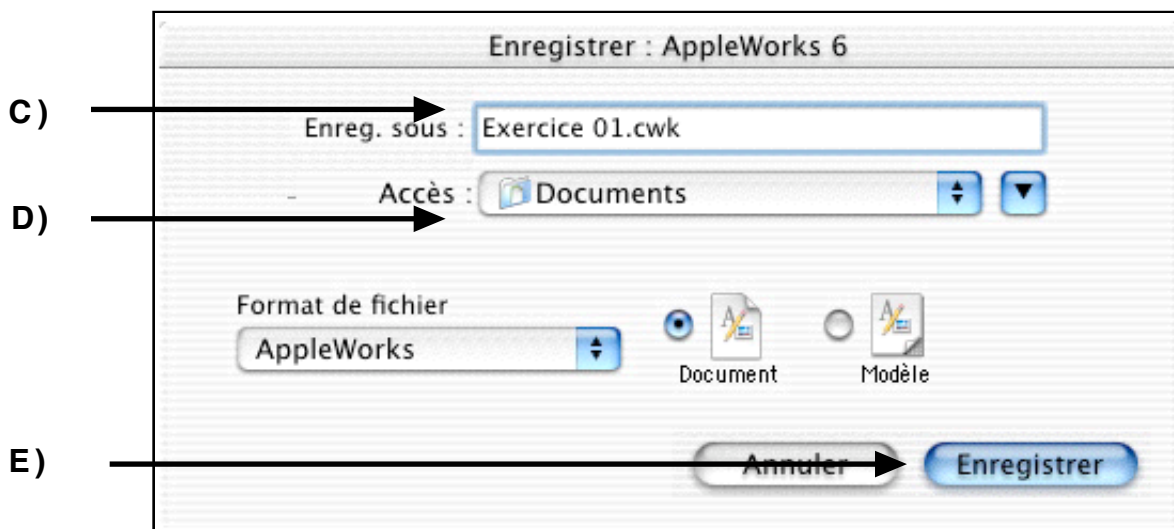 Enregistrer : AppleWorks 6
C)
Enreg. sous : Exercice 01.cwk
Accès : Documents
D)
Format de fichier
AppleWorks
Document Modèle
E) Annuler Enregistrer